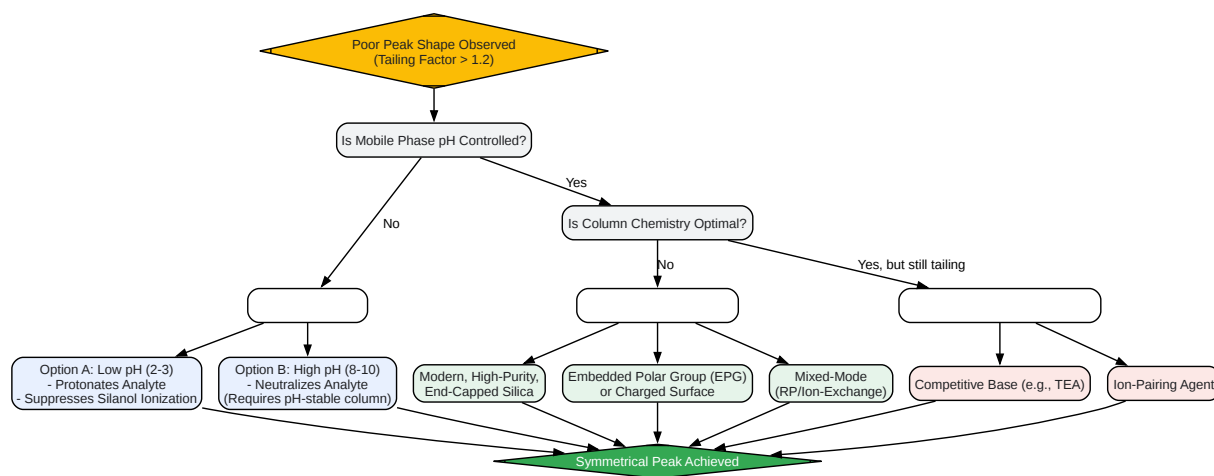 Poor Peak Shape Observed
(Tailing Factor > 1.2)
Is Mobile Phase pH Controlled?
Yes
No
Is Column Chemistry Optimal?
No
Yes, but still tailing
Option A: Low pH (2-3)
- Protonates Analyte
- Suppresses Silanol Ionization
Option B: High pH (8-10)
- Neutralizes Analyte
(Requires pH-stable column)
Modern, High-Purity,
End-Capped Silica
Embedded Polar Group (EPG)
or Charged Surface
Mixed-Mode
(RP/Ion-Exchange)
Competitive Base (e.g., TEA)
Ion-Pairing Agent
Symmetrical Peak Achieved